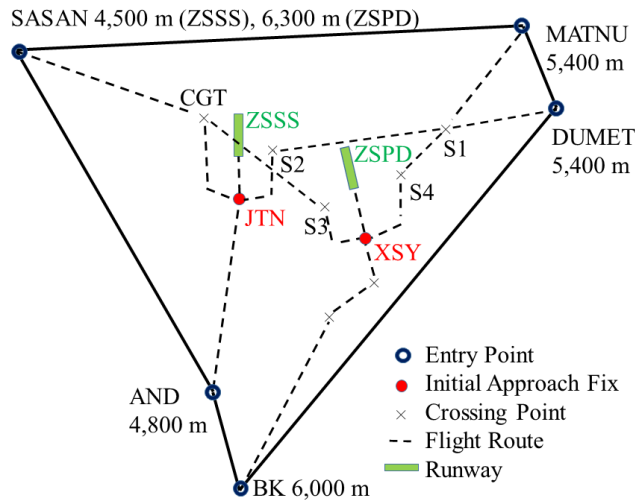 SASAN 4,500 m (ZSSS), 6,300 m (ZSPD)
MATNU
5,400 m
CGT
ZSSS
DUMET
5,400 m
S2
ZSPD
S1
S4
JTN
S3
XSY
Entry Point
Initial Approach Fix
Crossing Point
Flight Route
Runway
AND
4,800 m
BK 6,000 m